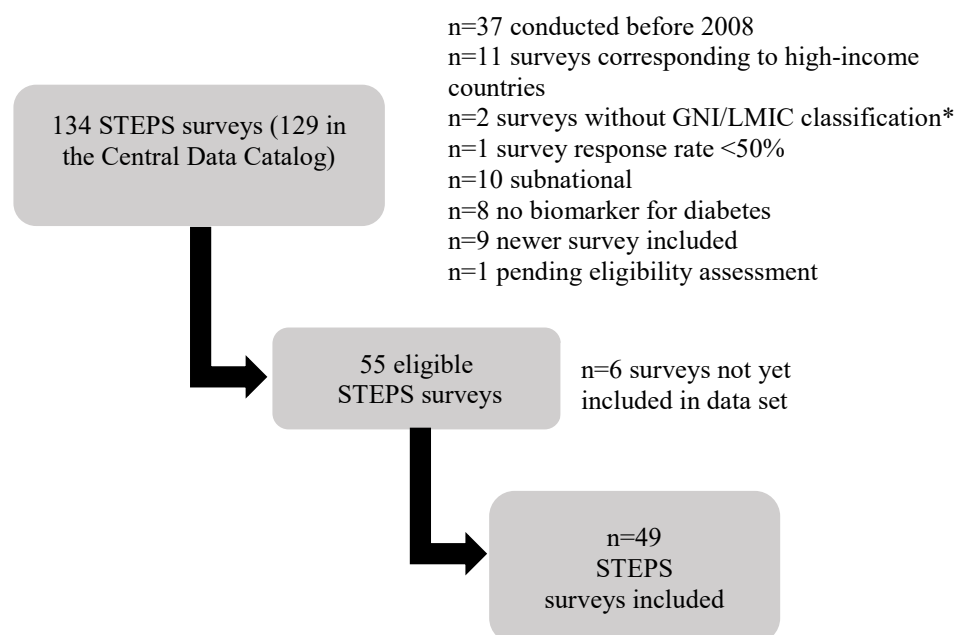 n=37 conducted before 2008
n=11 surveys corresponding to high-income
countries
n=2 surveys without GNI/LMIC classification*
n=1 survey response rate <50%
n=10 subnational
n=8 no biomarker for diabetes
n=9 newer survey included
n=1 pending eligibility assessment
134 STEPS surveys (129 in
the Central Data Catalog)
55 eligible
STEPS surveys
n=6 surveys not yet
included in data set
n=49
STEPS
surveys included